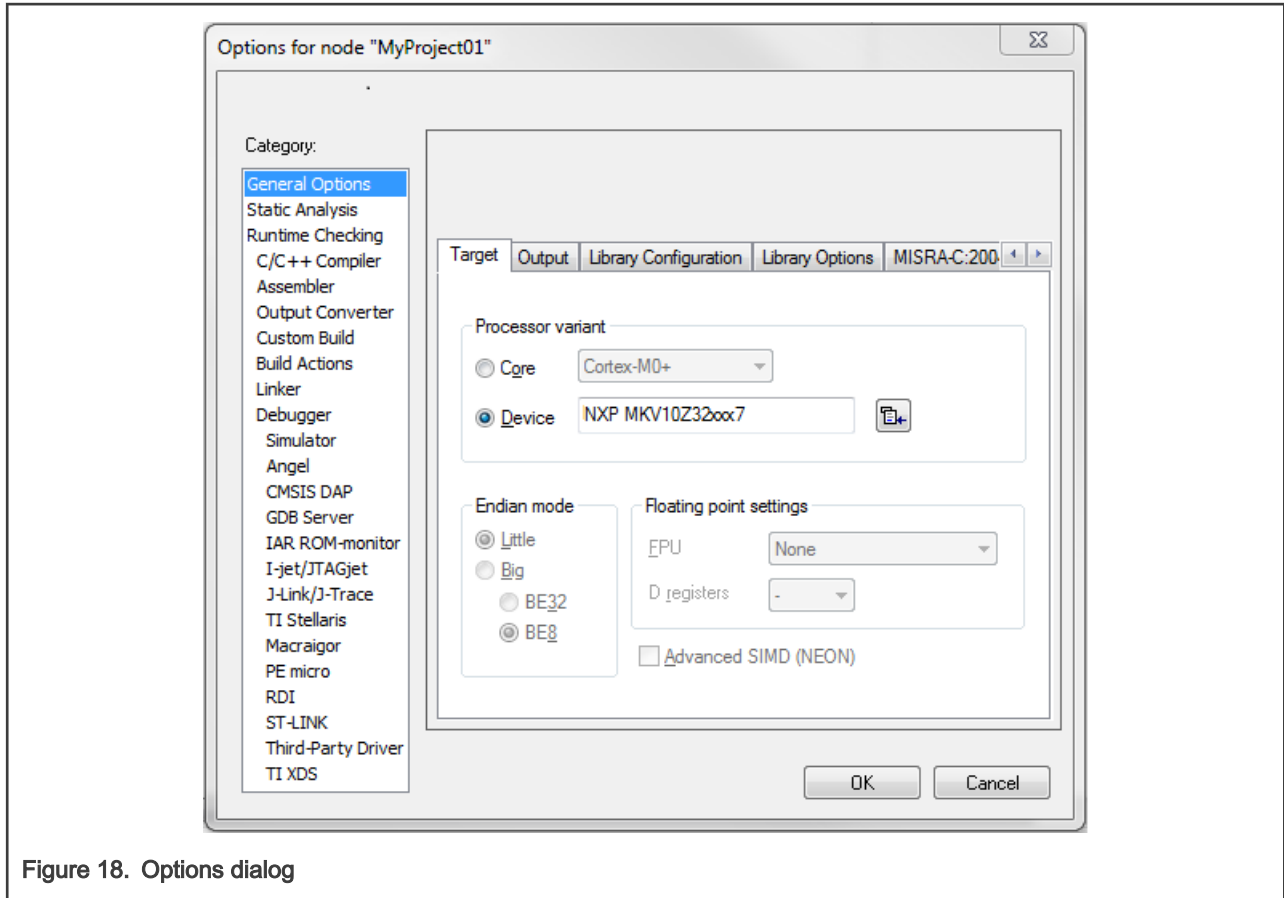 Options for node "MyProject01"
Category:
General Options
Static Analysis
Runtime Checking
C/C++ Compiler
Assembler
Output Converter
Custom Build
Build Actions
Linker
Debugger
Simulator
Angel
CMSIS DAP
GDB Server
IAR ROM-monitor
I-jet/JTAGjet
J-Link/J-Trace
TI Stellaris
Macraigor
PE micro
RDI
ST-LINK
Third-Party Driver
TI XDS
Target Output Library Configuration Library Options MISRA-C:200
Processor variant
Core Cortex-M0+
Device NXP MKV10Z32xxx7
Endian mode
Little
Big
BE32
BE8
Floating point settings
FPU None
D registers -
Advanced SIMD (NEON)
OK Cancel
Figure 18. Options dialog